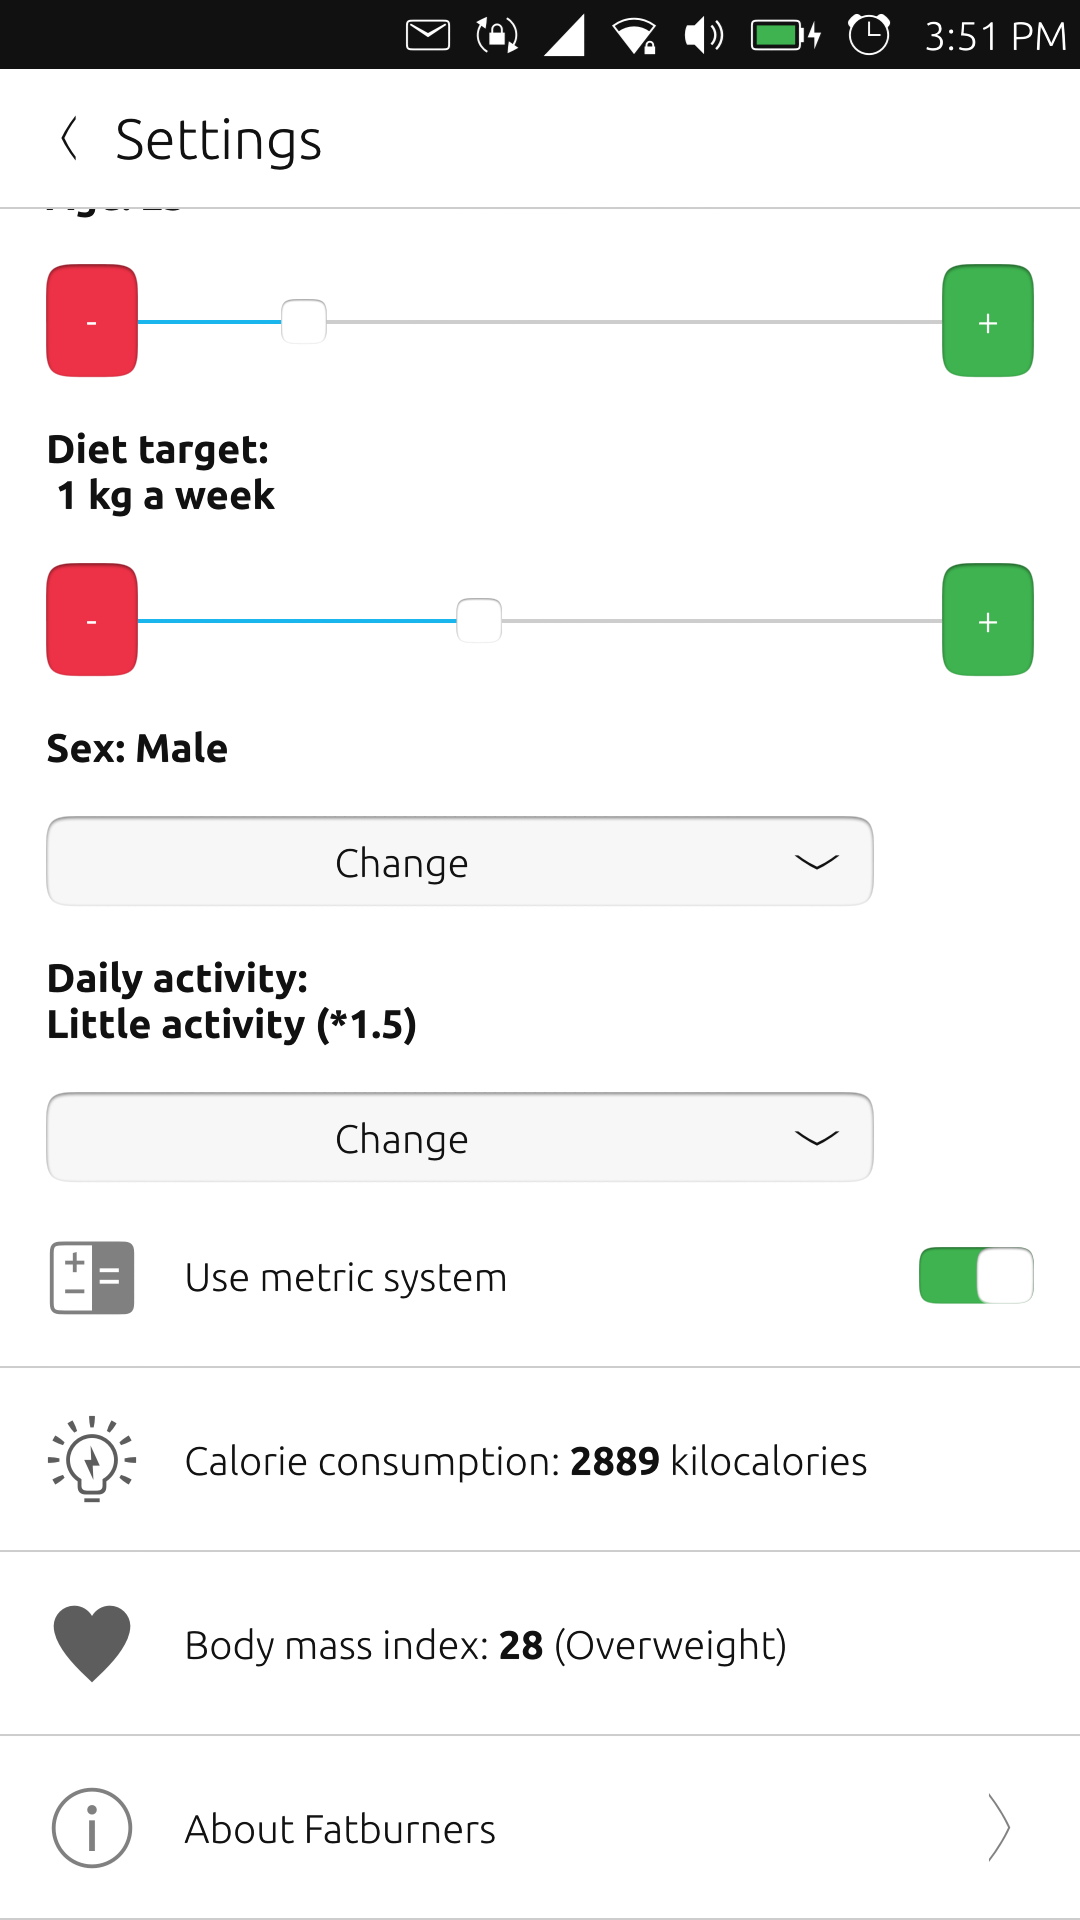 3:51 PM
Settings
-
+
Diet target:
1 kg a week
-
+
Sex: Male
Change
Daily activity:
Little activity (*1.5)
Change
Use metric system
Calorie consumption: 2889 kilocalories
Body mass index: 28 (Overweight)
About Fatburners